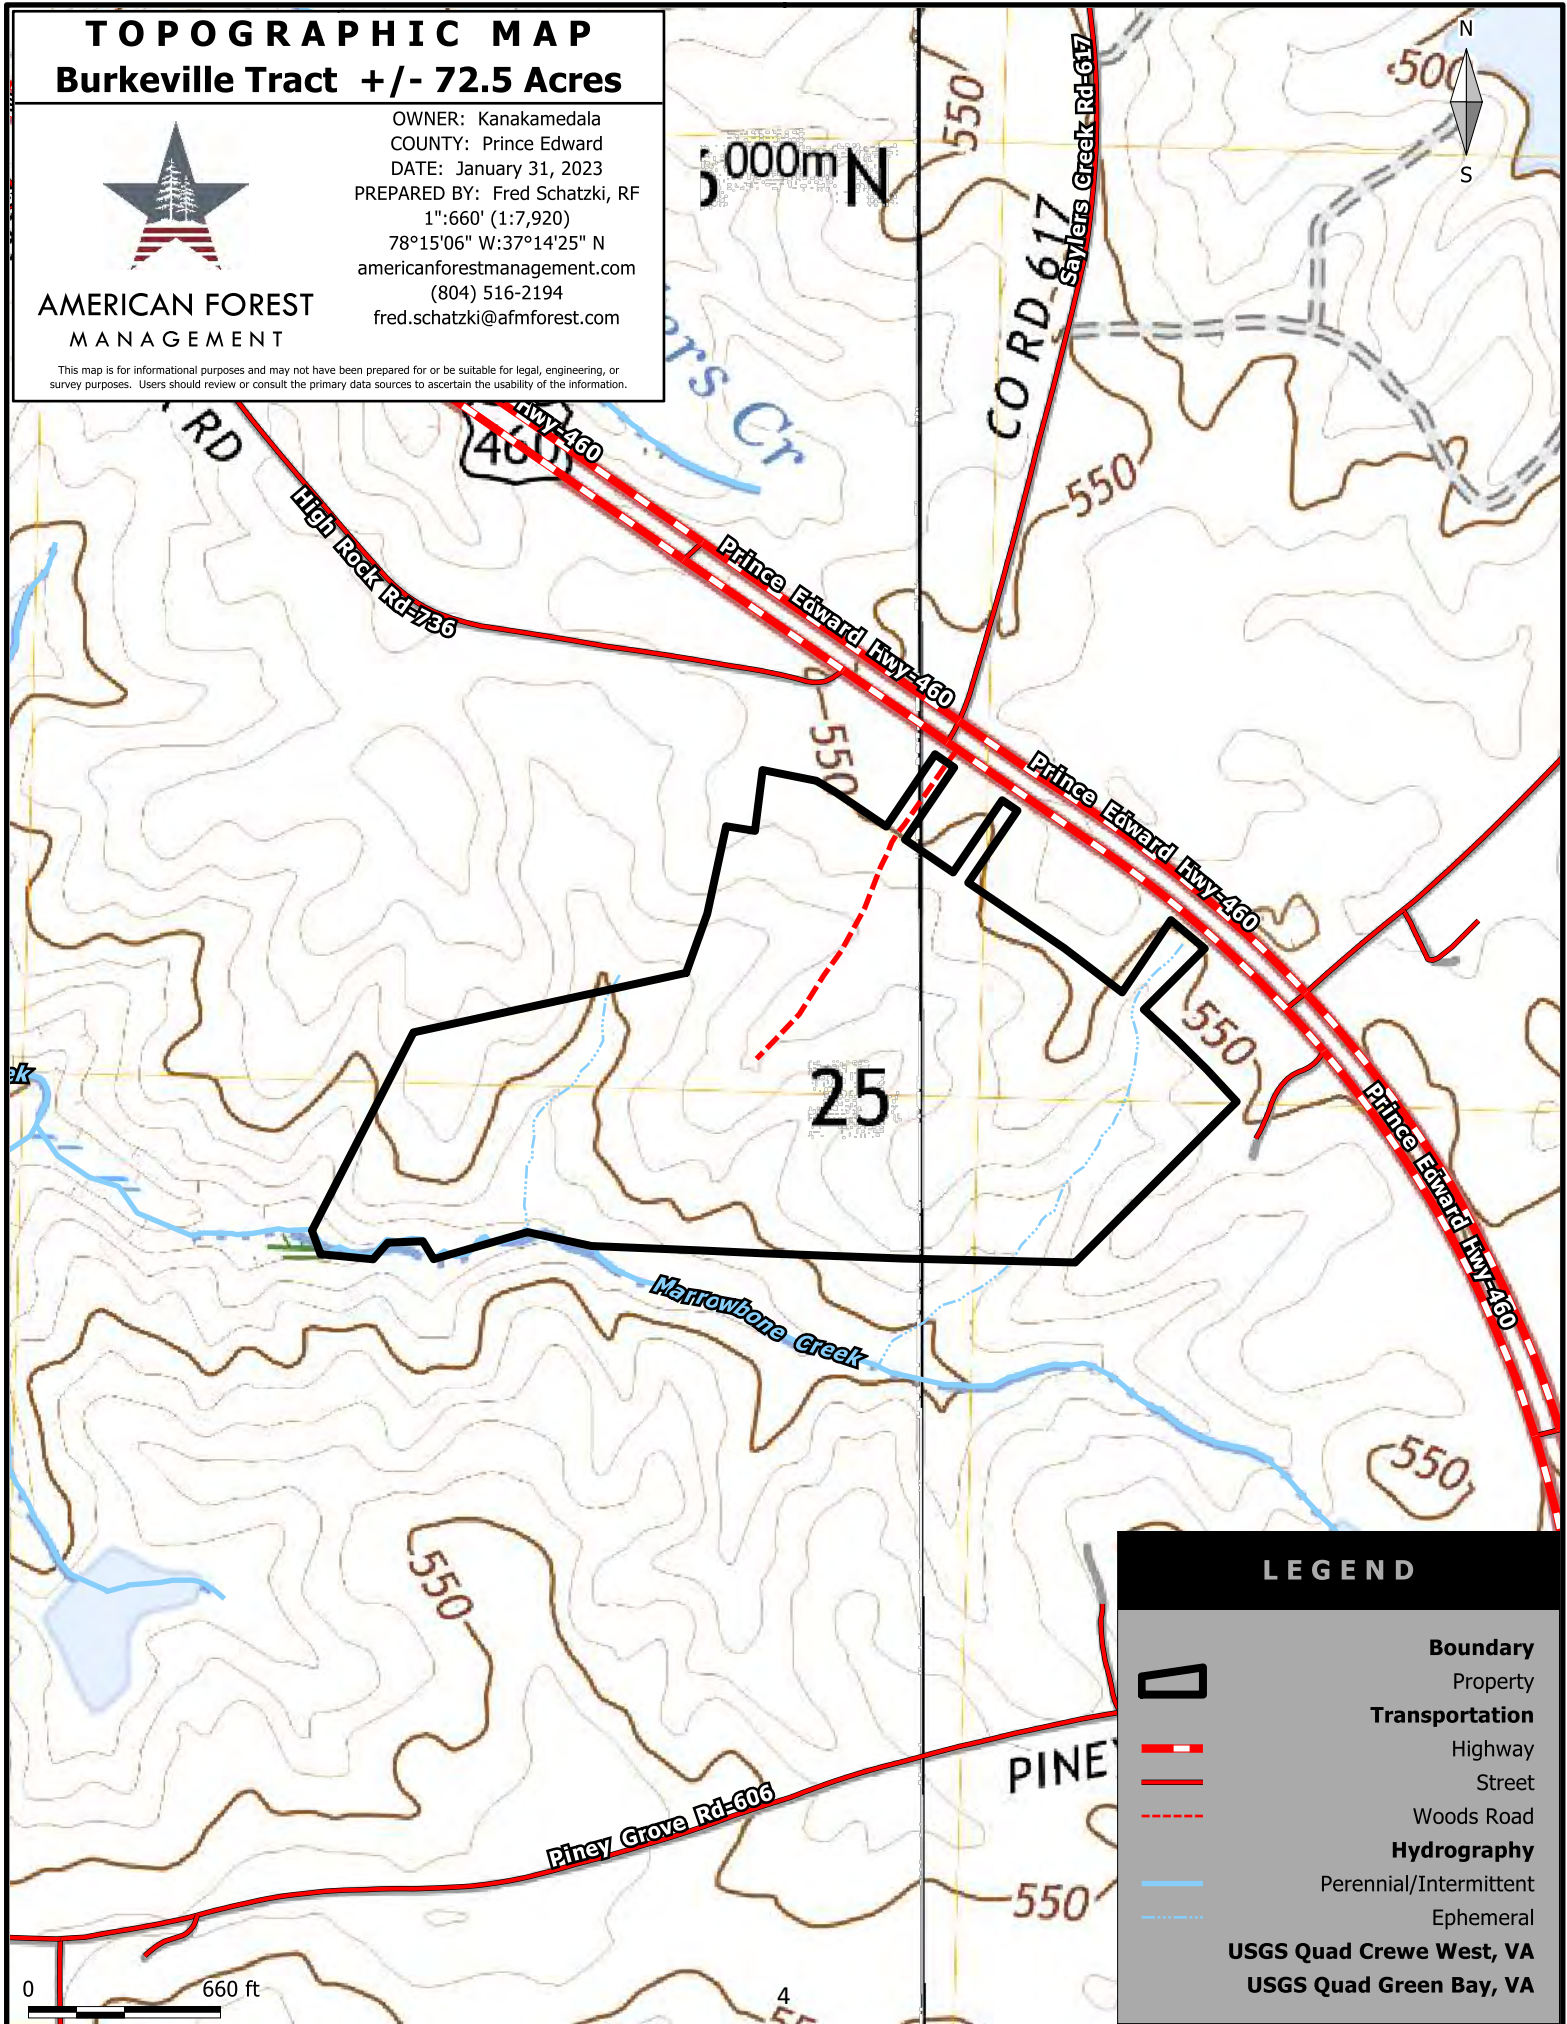 TOPOGRAPHIC MAP
Burkeville Tract +/- 72.5 Acres
OWNER: Kanakamedala
COUNTY: Prince Edward
DATE: January 31, 2023
PREPARED BY: Fred Schatzki, RF
1":660' (1:7,920)
78°15'06" W:37°14'25" N
americanforestmanagement.com
(804) 516-2194
fred.schatzki@afmforest.com
AMERICAN FOREST
MANAGEMENT
This map is for informational purposes and may not have been prepared for or be suitable for legal, engineering, or
survey purposes. Users should review or consult the primary data sources to ascertain the usability of the information.
N
S
500
550
000m N
Saylers Creek Rd-617
CO RD 617
ers Cr
RD
Hwy-460
460
550
High Rock Rd-736
Prince Edward Hwy-460
550
Prince Edward Hwy-460
550
25
ek
Prince Edward Hwy-460
Marrowbone Creek
550
550
PINEY
Piney Grove Rd-606
550
0
660 ft
4
55
LEGEND
Boundary
Property
Transportation
Highway
Street
Woods Road
Hydrography
Perennial/Intermittent
Ephemeral
USGS Quad Crewe West, VA
USGS Quad Green Bay, VA